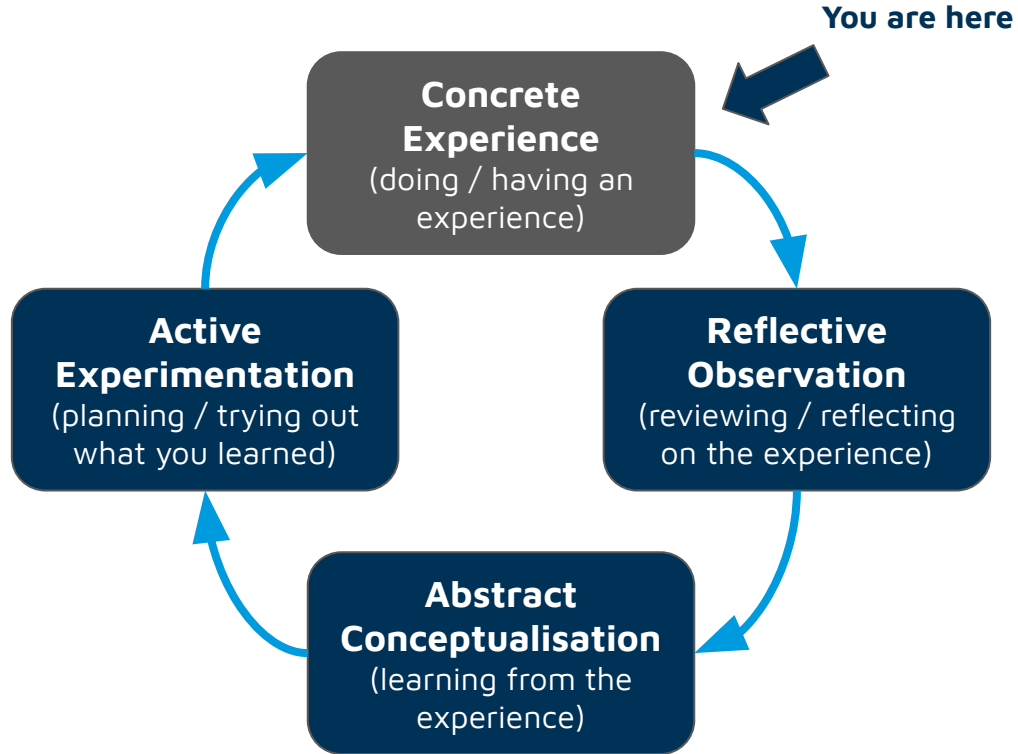 You are here
Concrete
Experience
(doing / having an
experience)
Reflective
Observation
(reviewing / reflecting
on the experience)
Abstract
Conceptualisation
(learning from the
experience)
Active
Experimentation
(planning / trying out
what you learned)